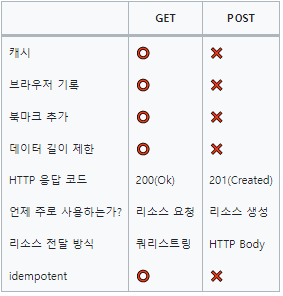 GET POST
캐시 ⭕ ❌
브라우저 기록 ⭕ ❌
북마크 추가 ⭕ ❌
데이터 길이 제한 ⭕ ❌
HTTP 응답 코드 200(Ok) 201(Created)
언제 주로 사용하는가? 리소스 요청 리소스 생성
리소스 전달 방식 쿼리스트링 HTTP Body
idempotent ⭕ ❌